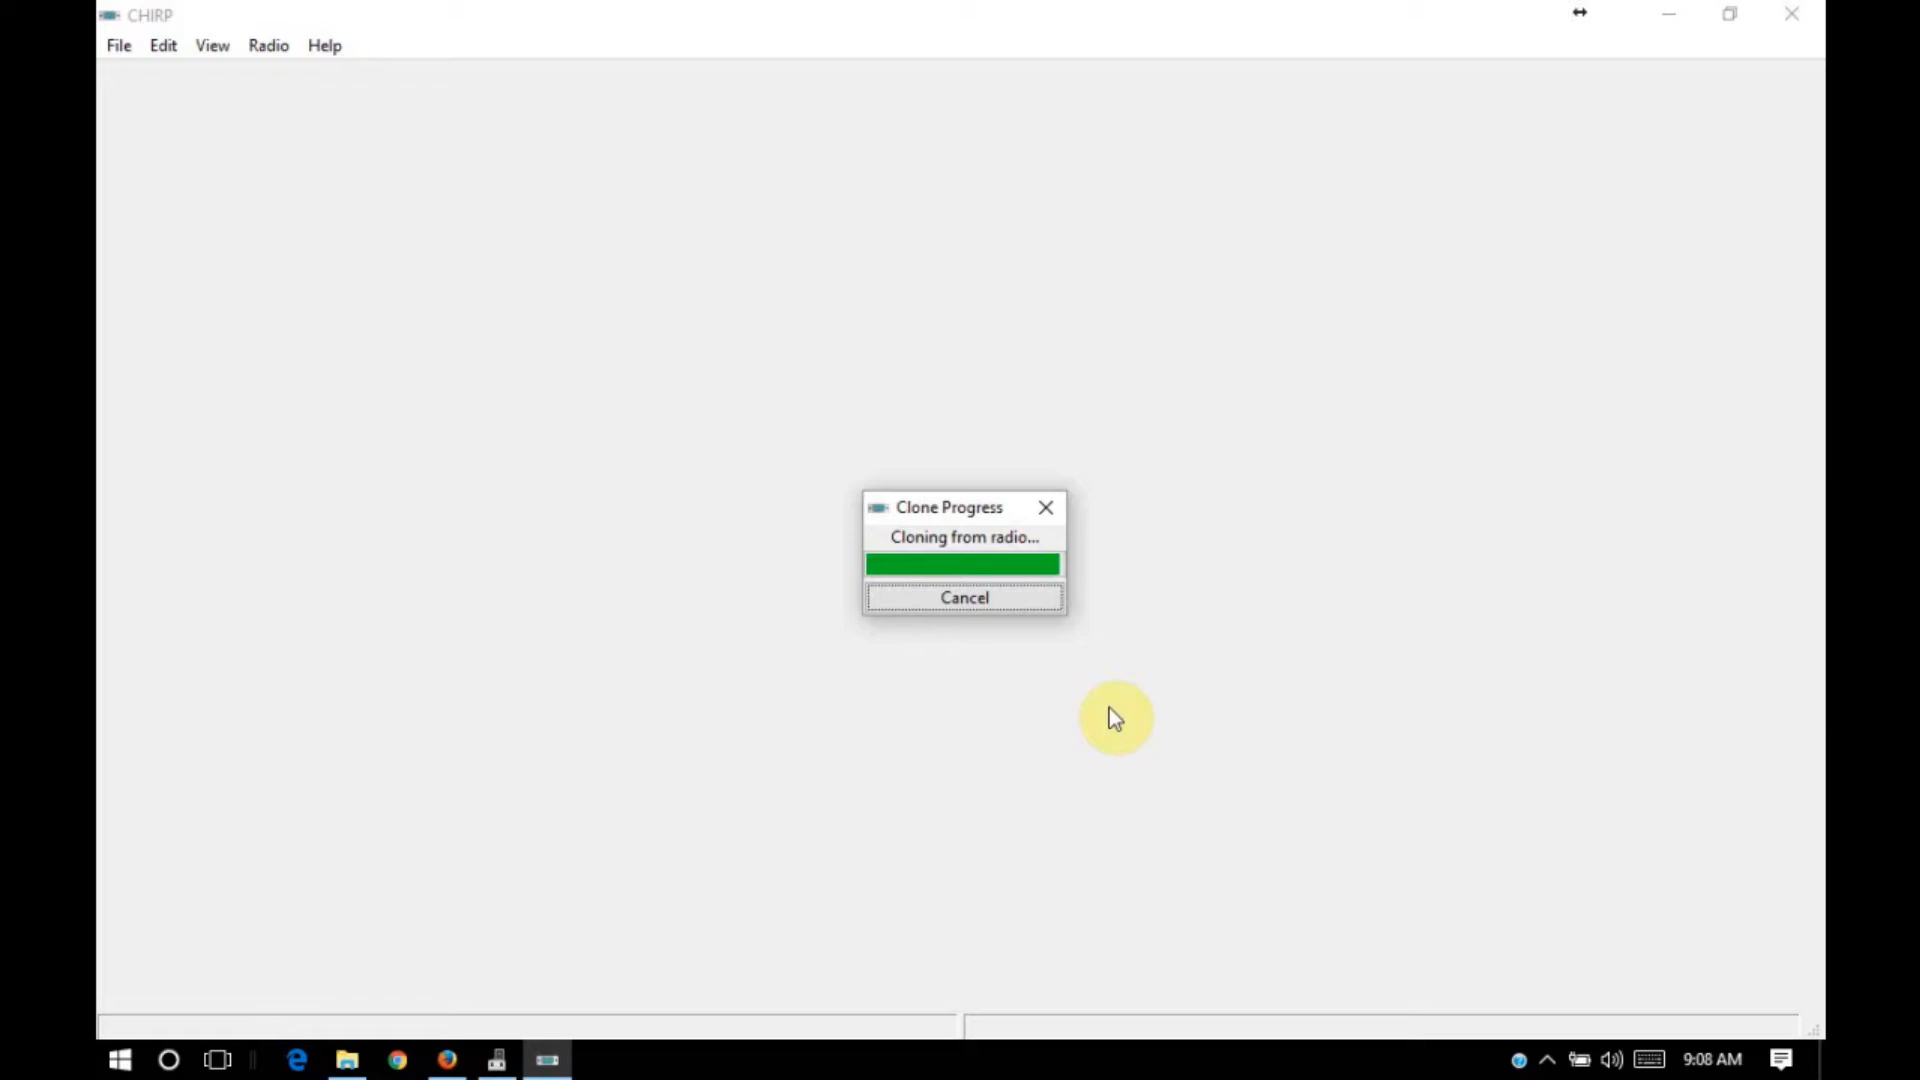 CHIRP
File Edit View Radio Help
Clone Progress
Cloning from radio...
Cancel
9:08 AM